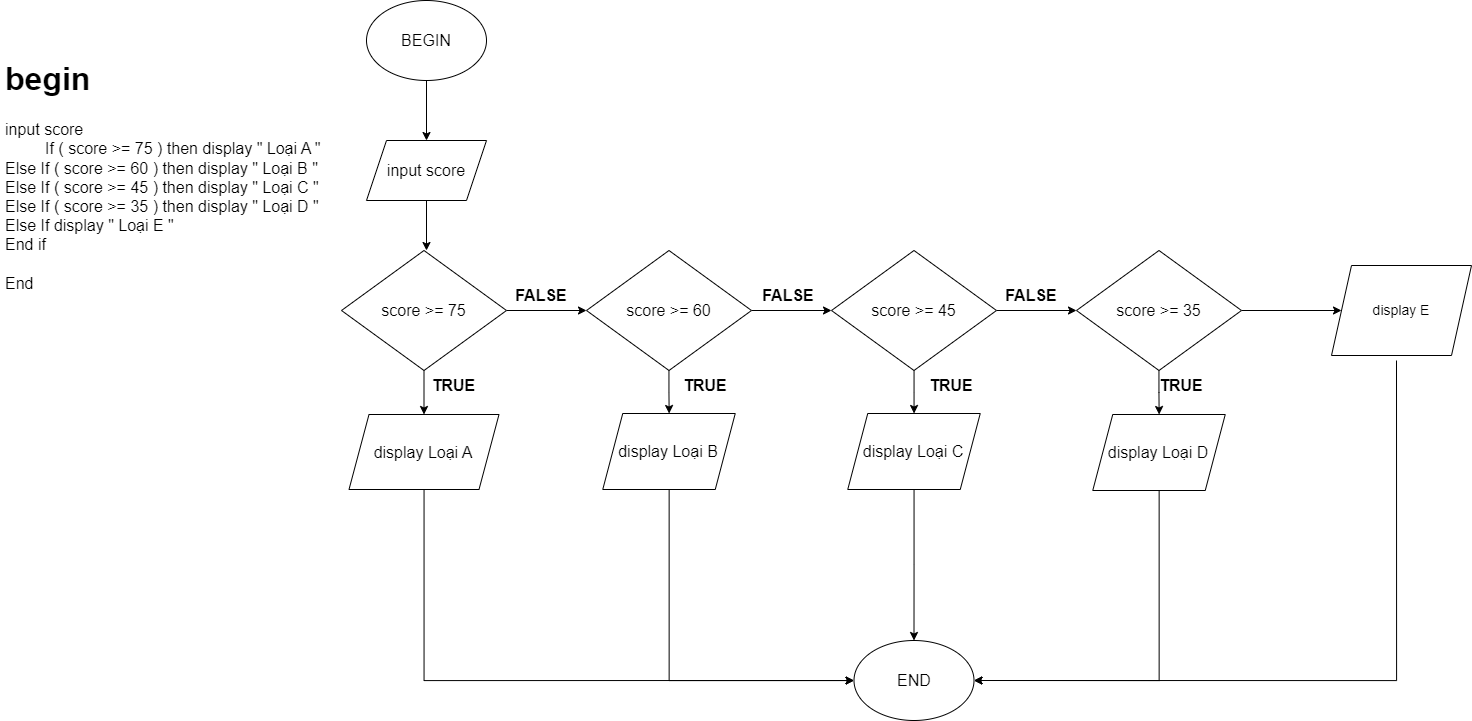 begin
input score
If ( score >= 75 ) then display " Loại A "
Else If ( score >= 60 ) then display " Loại B "
Else If ( score >= 45 ) then display " Loại C "
Else If ( score >= 35 ) then display " Loại D "
Else If display " Loại E "
End if
End
BEGIN
input score
score >= 75
FALSE
score >= 60
FALSE
score >= 45
FALSE
score >= 35
display E
TRUE
TRUE
TRUE
TRUE
display Loại A
display Loại B
display Loại C
display Loại D
END